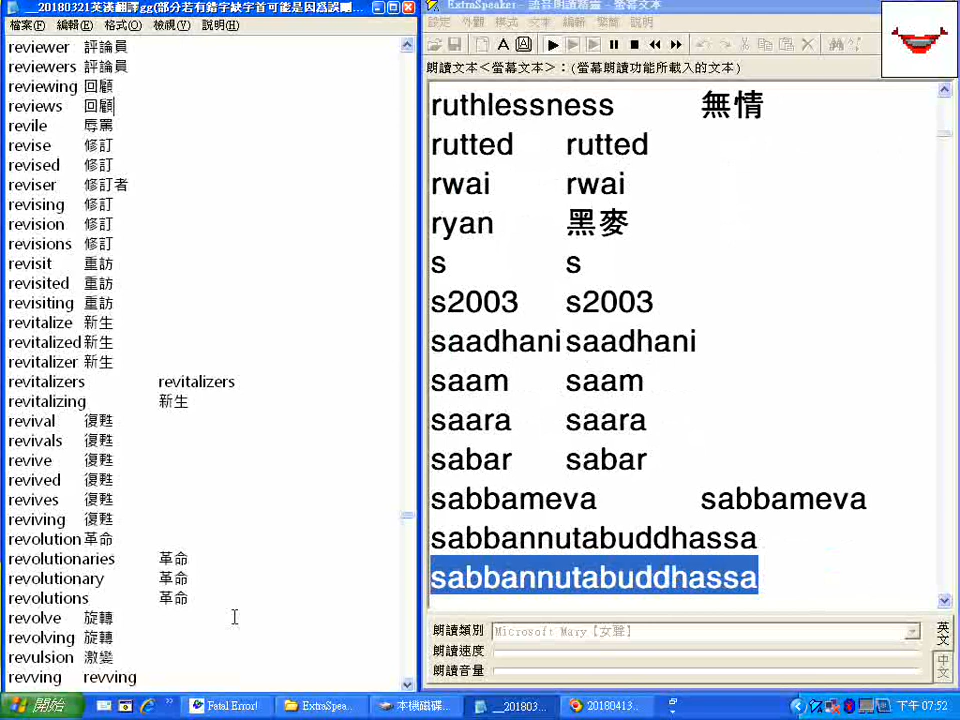 __20180321英漢翻譯gg(部分若有錯字缺字首可能是因為誤刪...
檔案(F) 編輯(E) 格式(O) 檢視(V) 說明(H)
reviewer 評論員
reviewers 評論員
reviewing 回顧
reviews 回顧
revile 辱罵
revise 修訂
revised 修訂
reviser 修訂者
revising 修訂
revision 修訂
revisions 修訂
revisit 重訪
revisited 重訪
revisiting 重訪
revitalize 新生
revitalized 新生
revitalizer 新生
revitalizers revitalizers
revitalizing 新生
revival 復甦
revivals 復甦
revive 復甦
revived 復甦
revives 復甦
reviving 復甦
revolution 革命
revolutionaries 革命
revolutionary 革命
revolutions 革命
revolve 旋轉
revolving 旋轉
revulsion 激變
revving revving
ExtraSpeaker - 語音朗讀精靈 - 螢幕文本
設定 外觀 模式 文本 編輯 繁簡 說明
朗讀文本<螢幕文本>：(螢幕朗讀功能所載入的文本)
ruthlessness 無情
rutted rutted
rwai rwai
ryan 黑麥
s s
s2003 s2003
saadhani saadhani
saam saam
saara saara
sabar sabar
sabbameva sabbameva
sabbannutabuddhassa
sabbannutabuddhassa
朗讀類別 Microsoft Mary【女聲】
朗讀速度
朗讀音量
英文
中文
開始 Fatal Error! ExtraSpea... 本機磁碟... __201803... 20180413... 下午 07:52